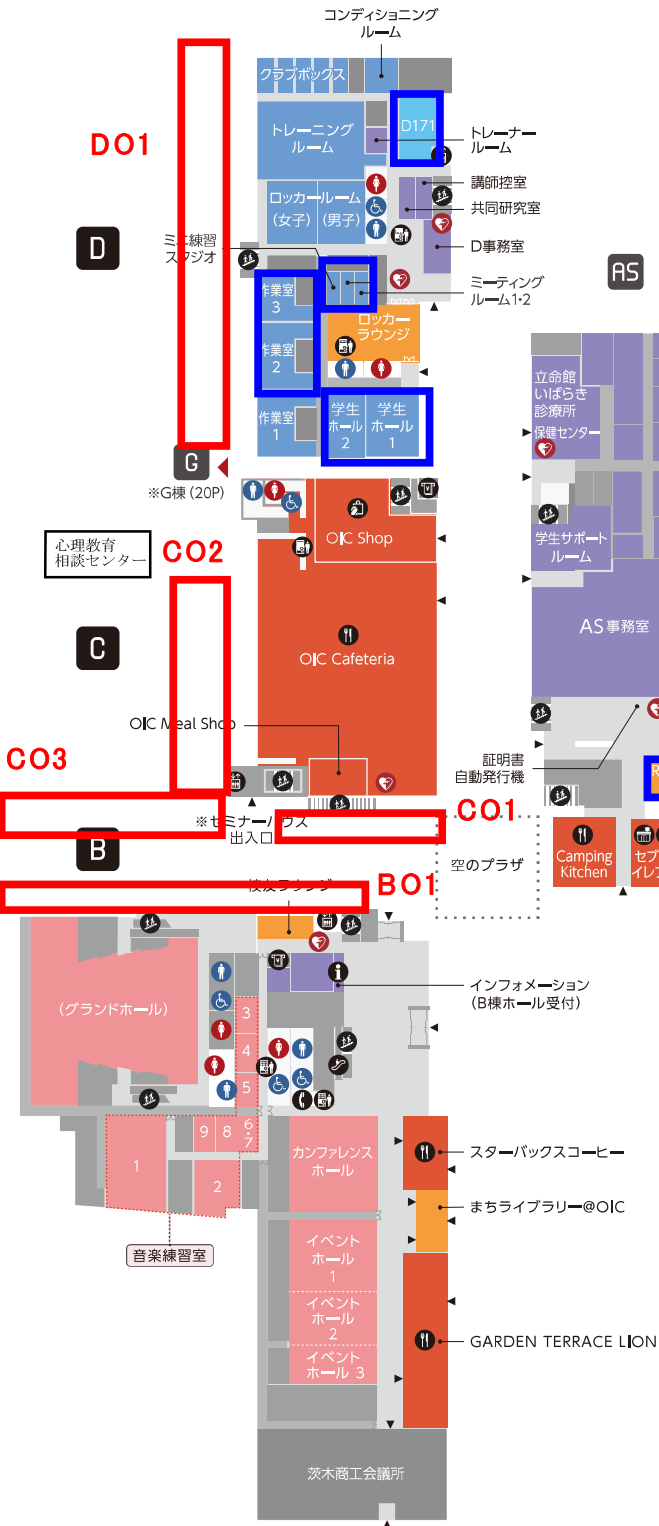 コンディショニング
ルーム
クラブボックス
DO1
トレーニング
ルーム
D171
トレーナー
ルーム
講師控室
共同研究室
ロッカールーム
(女子)
(男子)
D
D事務室
ミニ練習
スタジオ
AS
ミーティング
ルーム1・2
作業室
3
ロッカー
ラウンジ
作業室
2
立命館
いばらき
診療所
保健センター
作業室
1
学生
ホール
2
学生
ホール
1
G
※G棟(20P)
OIC Shop
心理教育
相談センター
CO2
学生サポート
ルーム
AS事務室
C
OIC Cafeteria
OIC Meal Shop
CO3
証明書
自動発行機
※セミナーハウス
出入口
CO1
B
空のプラザ
Camping
Kitchen
セブ
イレブ
BO1
校友ラウンジ
(グランドホール)
インフォメーション
(B棟ホール受付)
3
4
5
6・7
8
9
1
2
カンファレンス
ホール
スターバックスコーヒー
まちライブラリー@OIC
音楽練習室
イベント
ホール
1
イベント
ホール
2
イベント
ホール 3
GARDEN TERRACE LION
茨木商工会議所